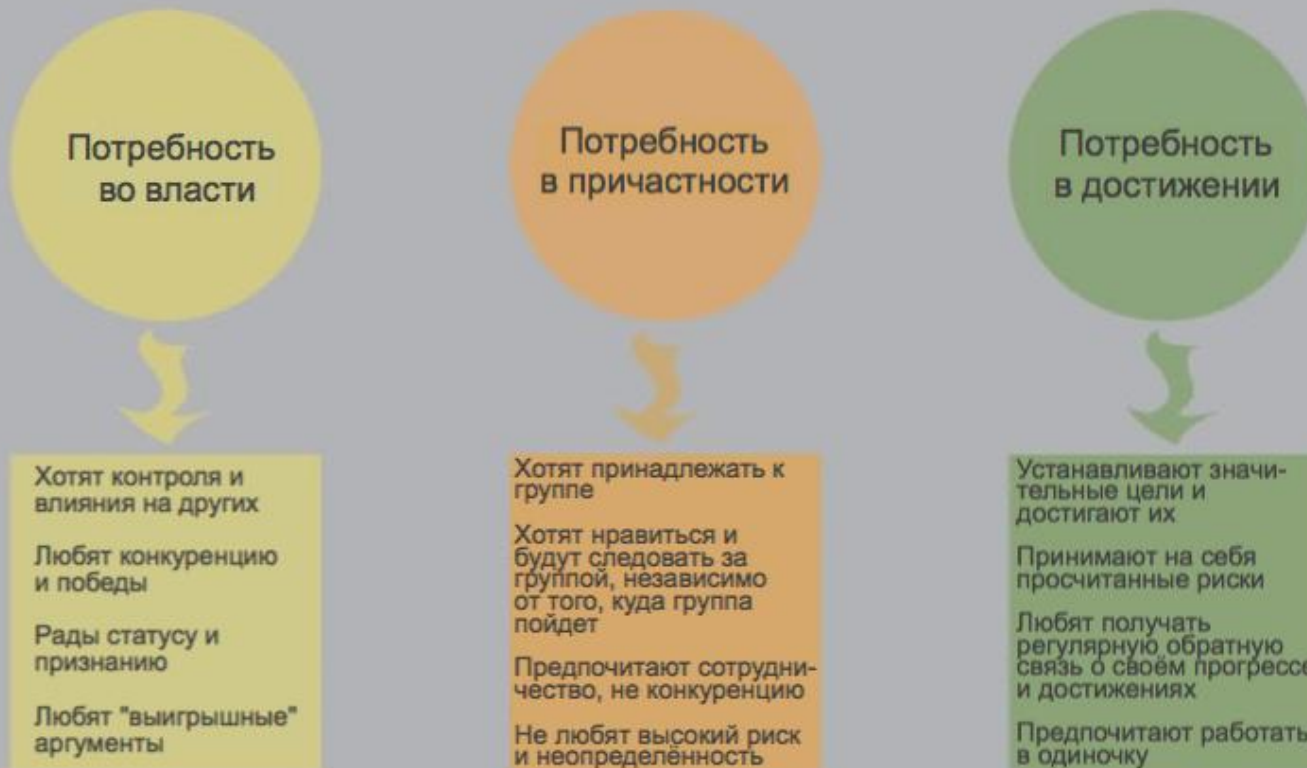 Потребность
во власти
Потребность
в причастности
Потребность
в достижении
Хотят контроля и
влияния на других
Любят конкуренцию
и победы
Рады статусу и
признанию
Любят "выигрышные"
аргументы
Хотят принадлежать к
группе
Хотят нравиться и
будут следовать за
группой, независимо
от того, куда группа
пойдет
Предпочитают сотрудни-
чество, не конкуренцию
Не любят высокий риск
и неопределённость
Устанавливают значи-
тельные цели и
достигают их
Принимают на себя
просчитанные риски
Любят получать
регулярную обратную
связь о своём прогрессе
и достижениях
Предпочитают работать
в одиночку